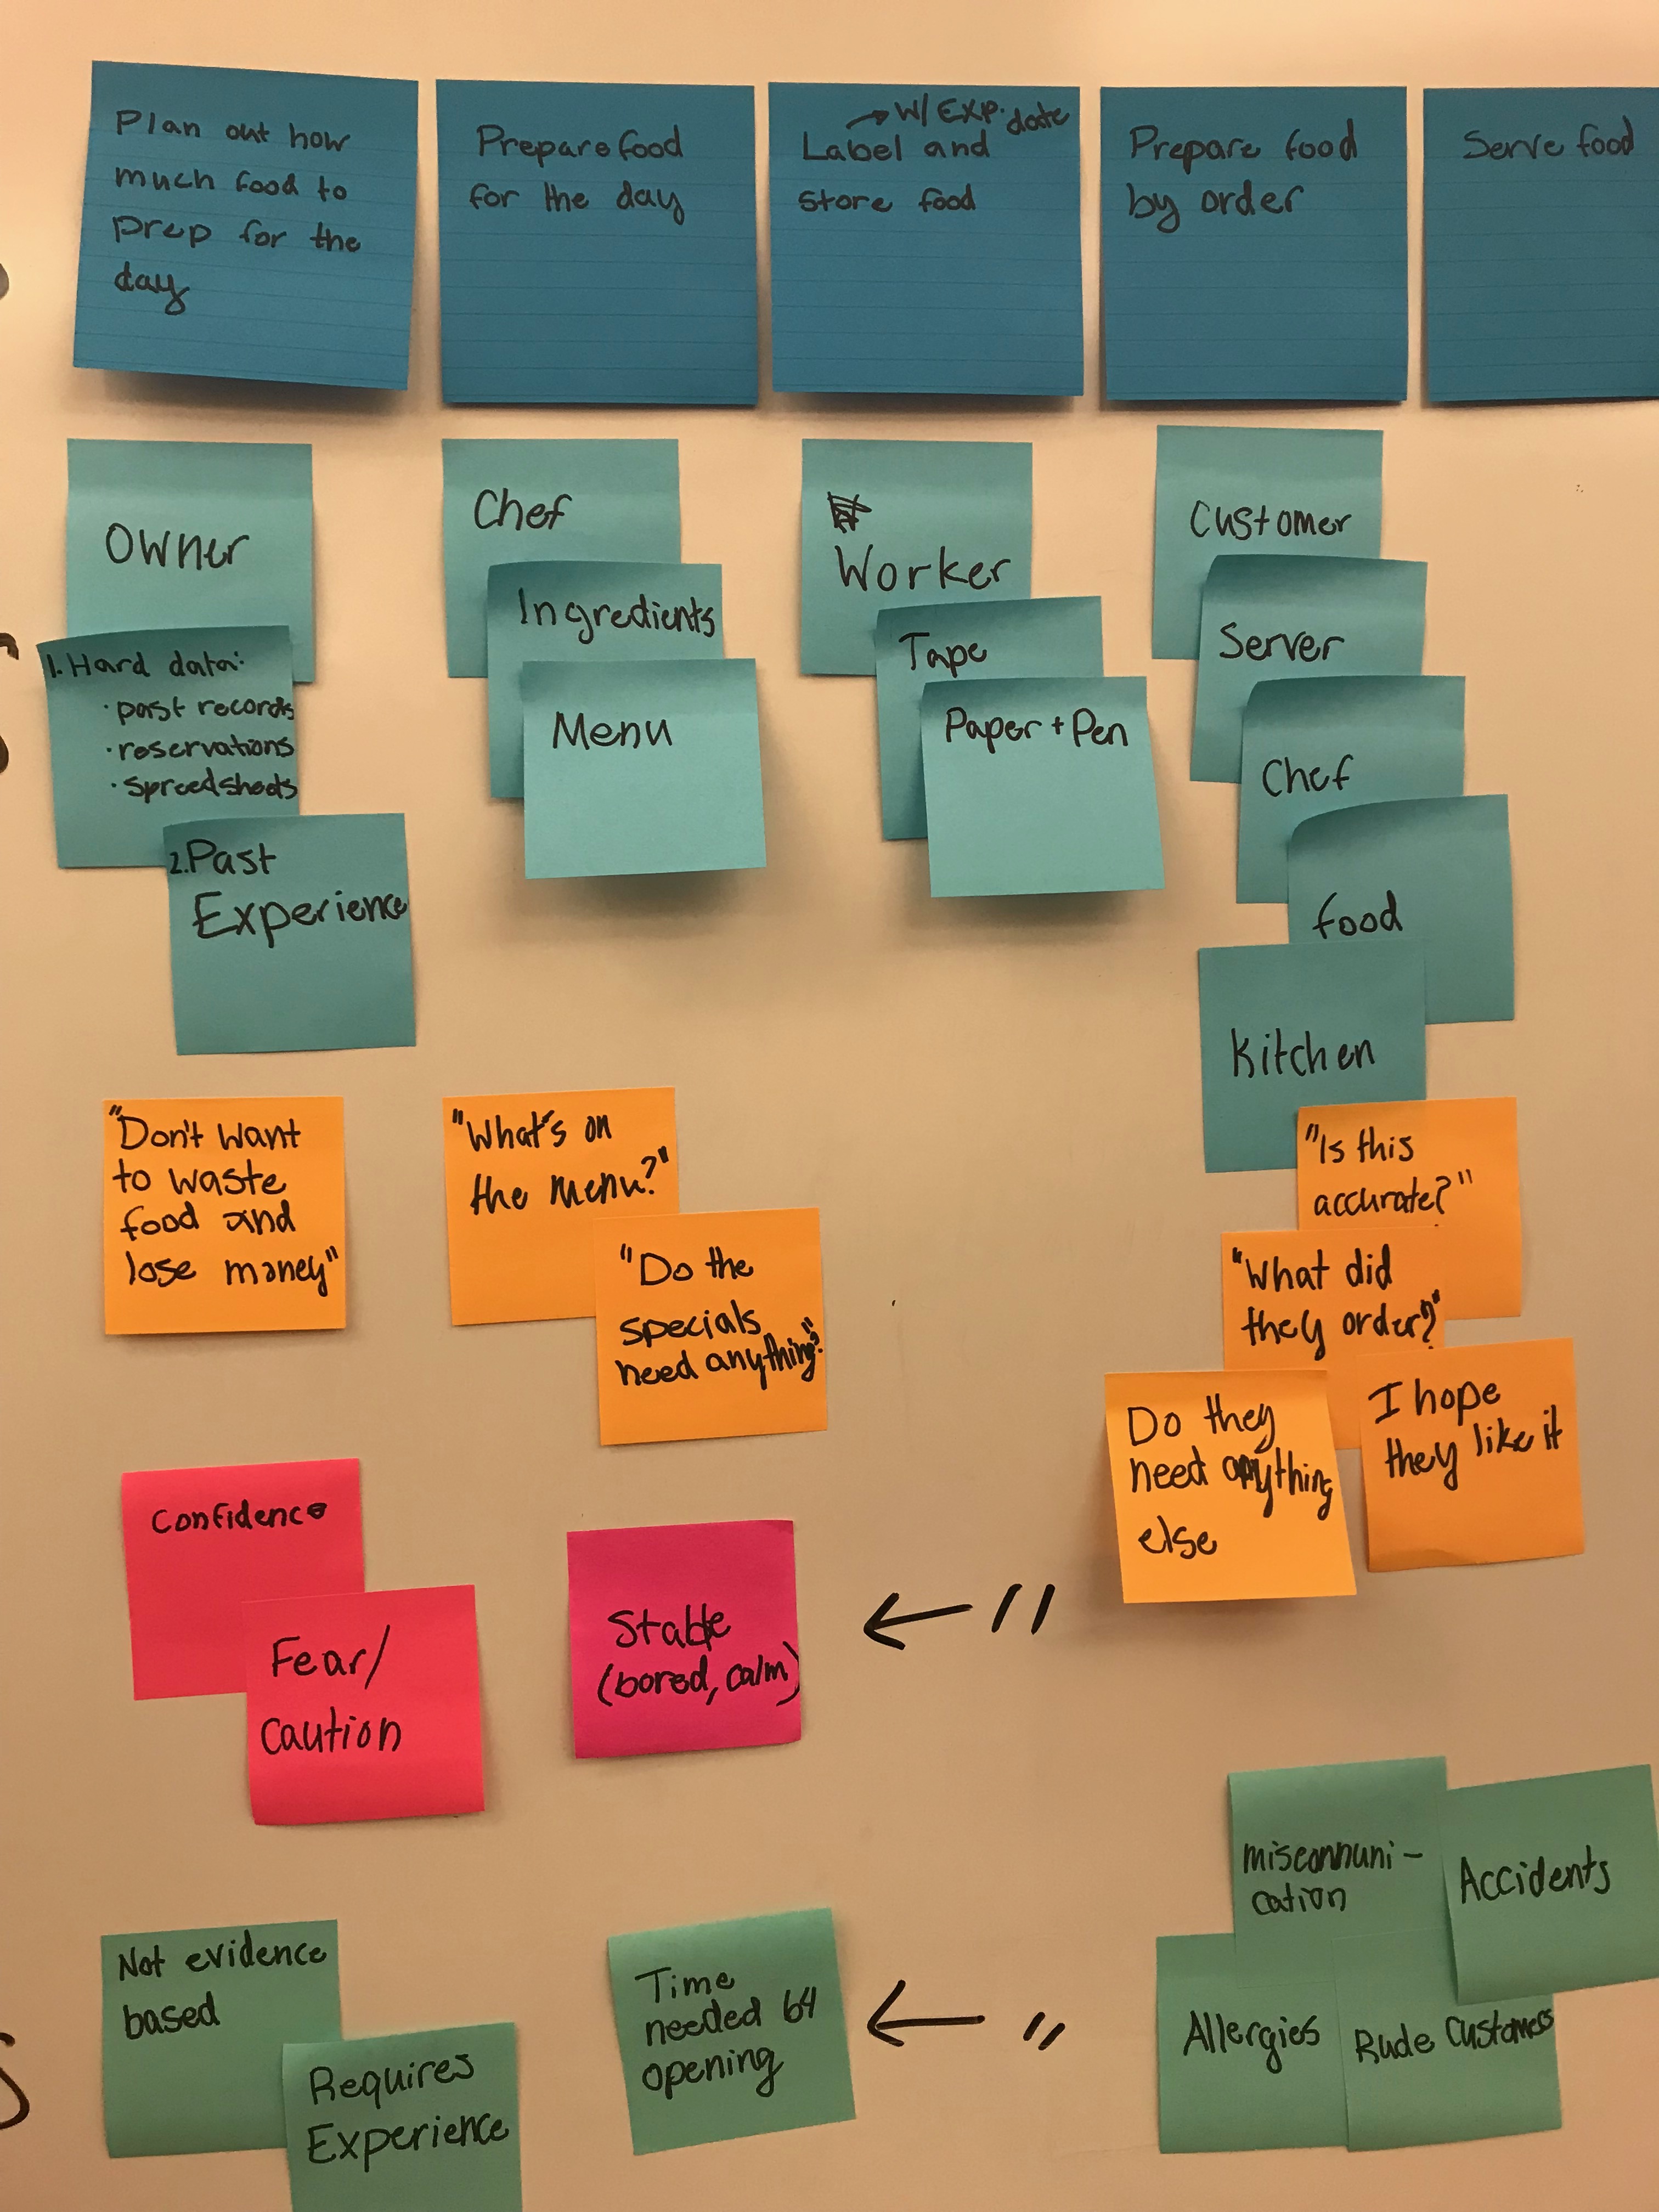 Plan out how
much food to
prep for the
day
Prepare food
for the day
→ W/ EXP. date
Label and
store food
Prepare food
by order
Serve food
Owner
1. Hard data:
· past records
· reservations
· spreedsheets
2. Past
Experience
Chef
Ingredients
Menu
Worker
Tape
Paper + Pen
Customer
Server
Chef
food
Kitchen
"Don't want
to waste
food and
lose money"
"What's on
the menu?"
"Do the
specials
need anything?"
"Is this
accurate?"
"What did
they order?"
Do they
need anything
else
I hope
they like it
Confidence
Fear/
Caution
Stable
(bored, calm)
← "
Not evidence
based
Requires
Experience
Time
needed b4
opening
← "
miscommuni-
cation
Accidents
Allergies
Rude Customers